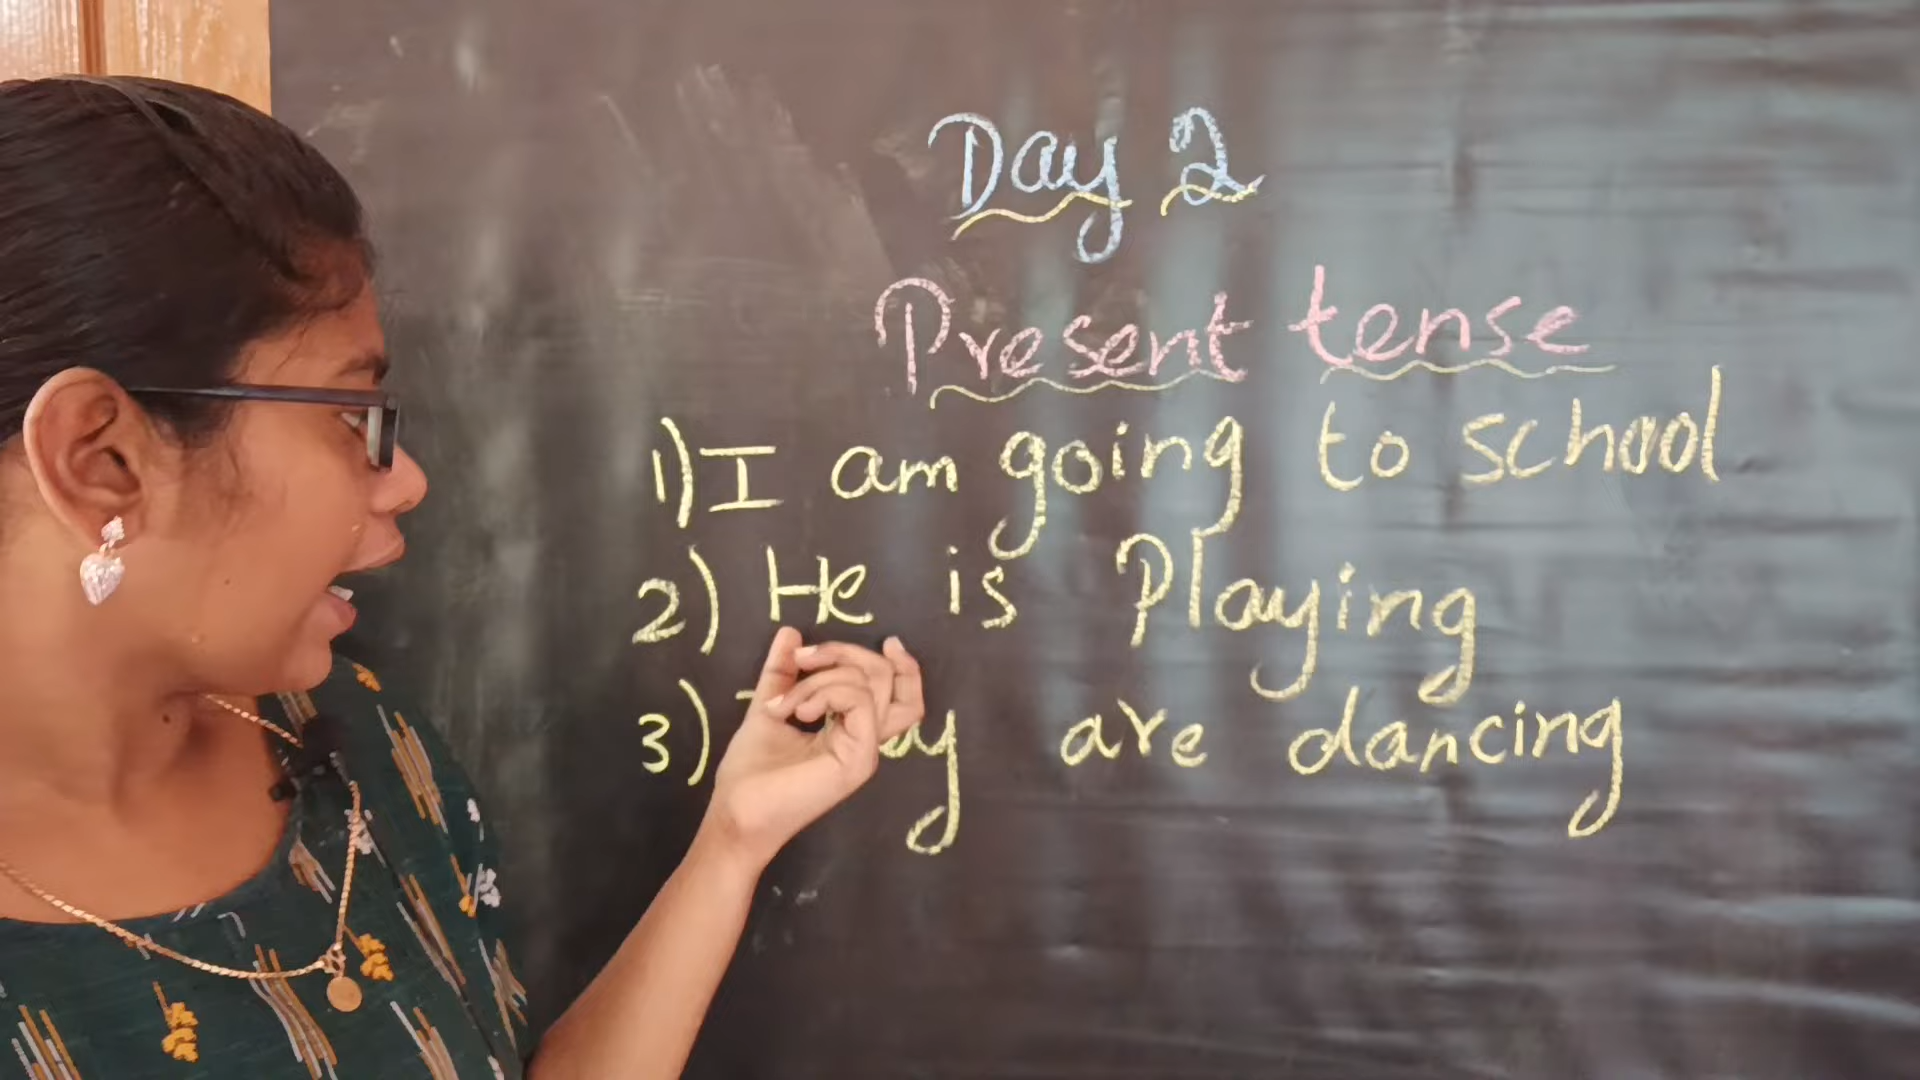 Day 2
Present tense
1) I am going to school
2) He is Playing
3) are dancing